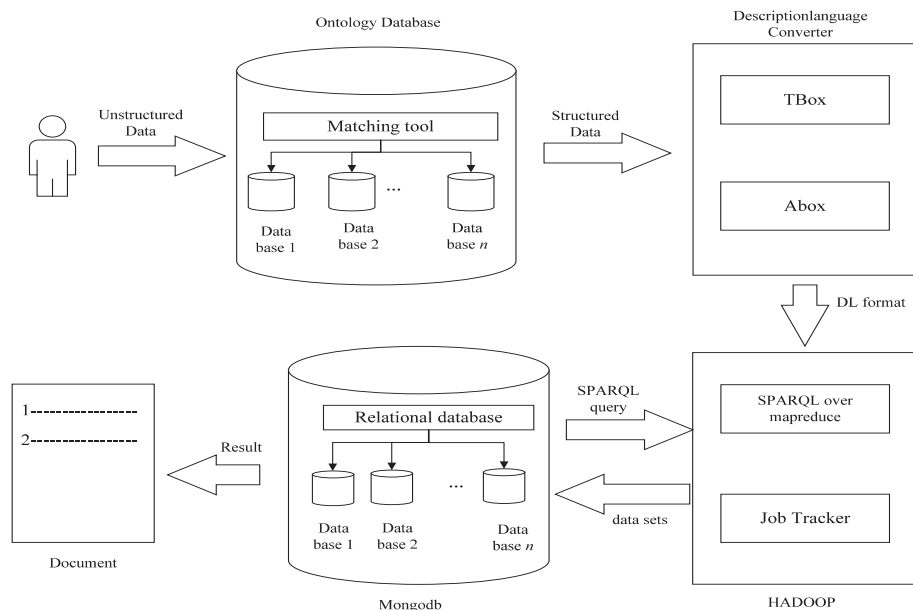 Ontology Database
Descriptionlanguage
Converter
Unstructured
Data
Matching tool
...
Data
base 1
Data
base 2
Data
base n
Structured
Data
TBox
Abox
DL format
Document
1
2
Result
Relational database
...
Data
base 1
Data
base 2
Data
base n
Mongodb
SPARQL
query
data sets
SPARQL over
mapreduce
Job Tracker
HADOOP